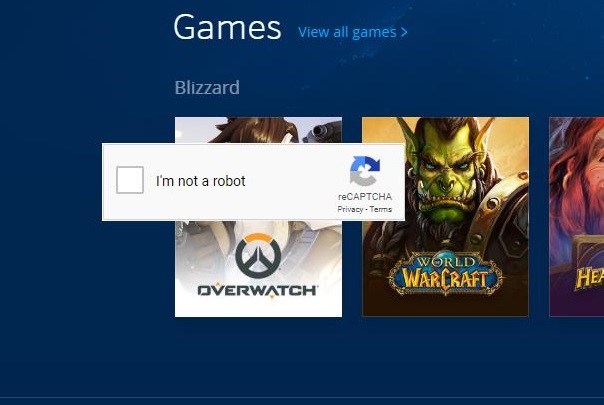 Games
View all games >
Blizzard
I'm not a robot
reCAPTCHA
Privacy - Terms
OVERWATCH
WORLD
WARCRAFT